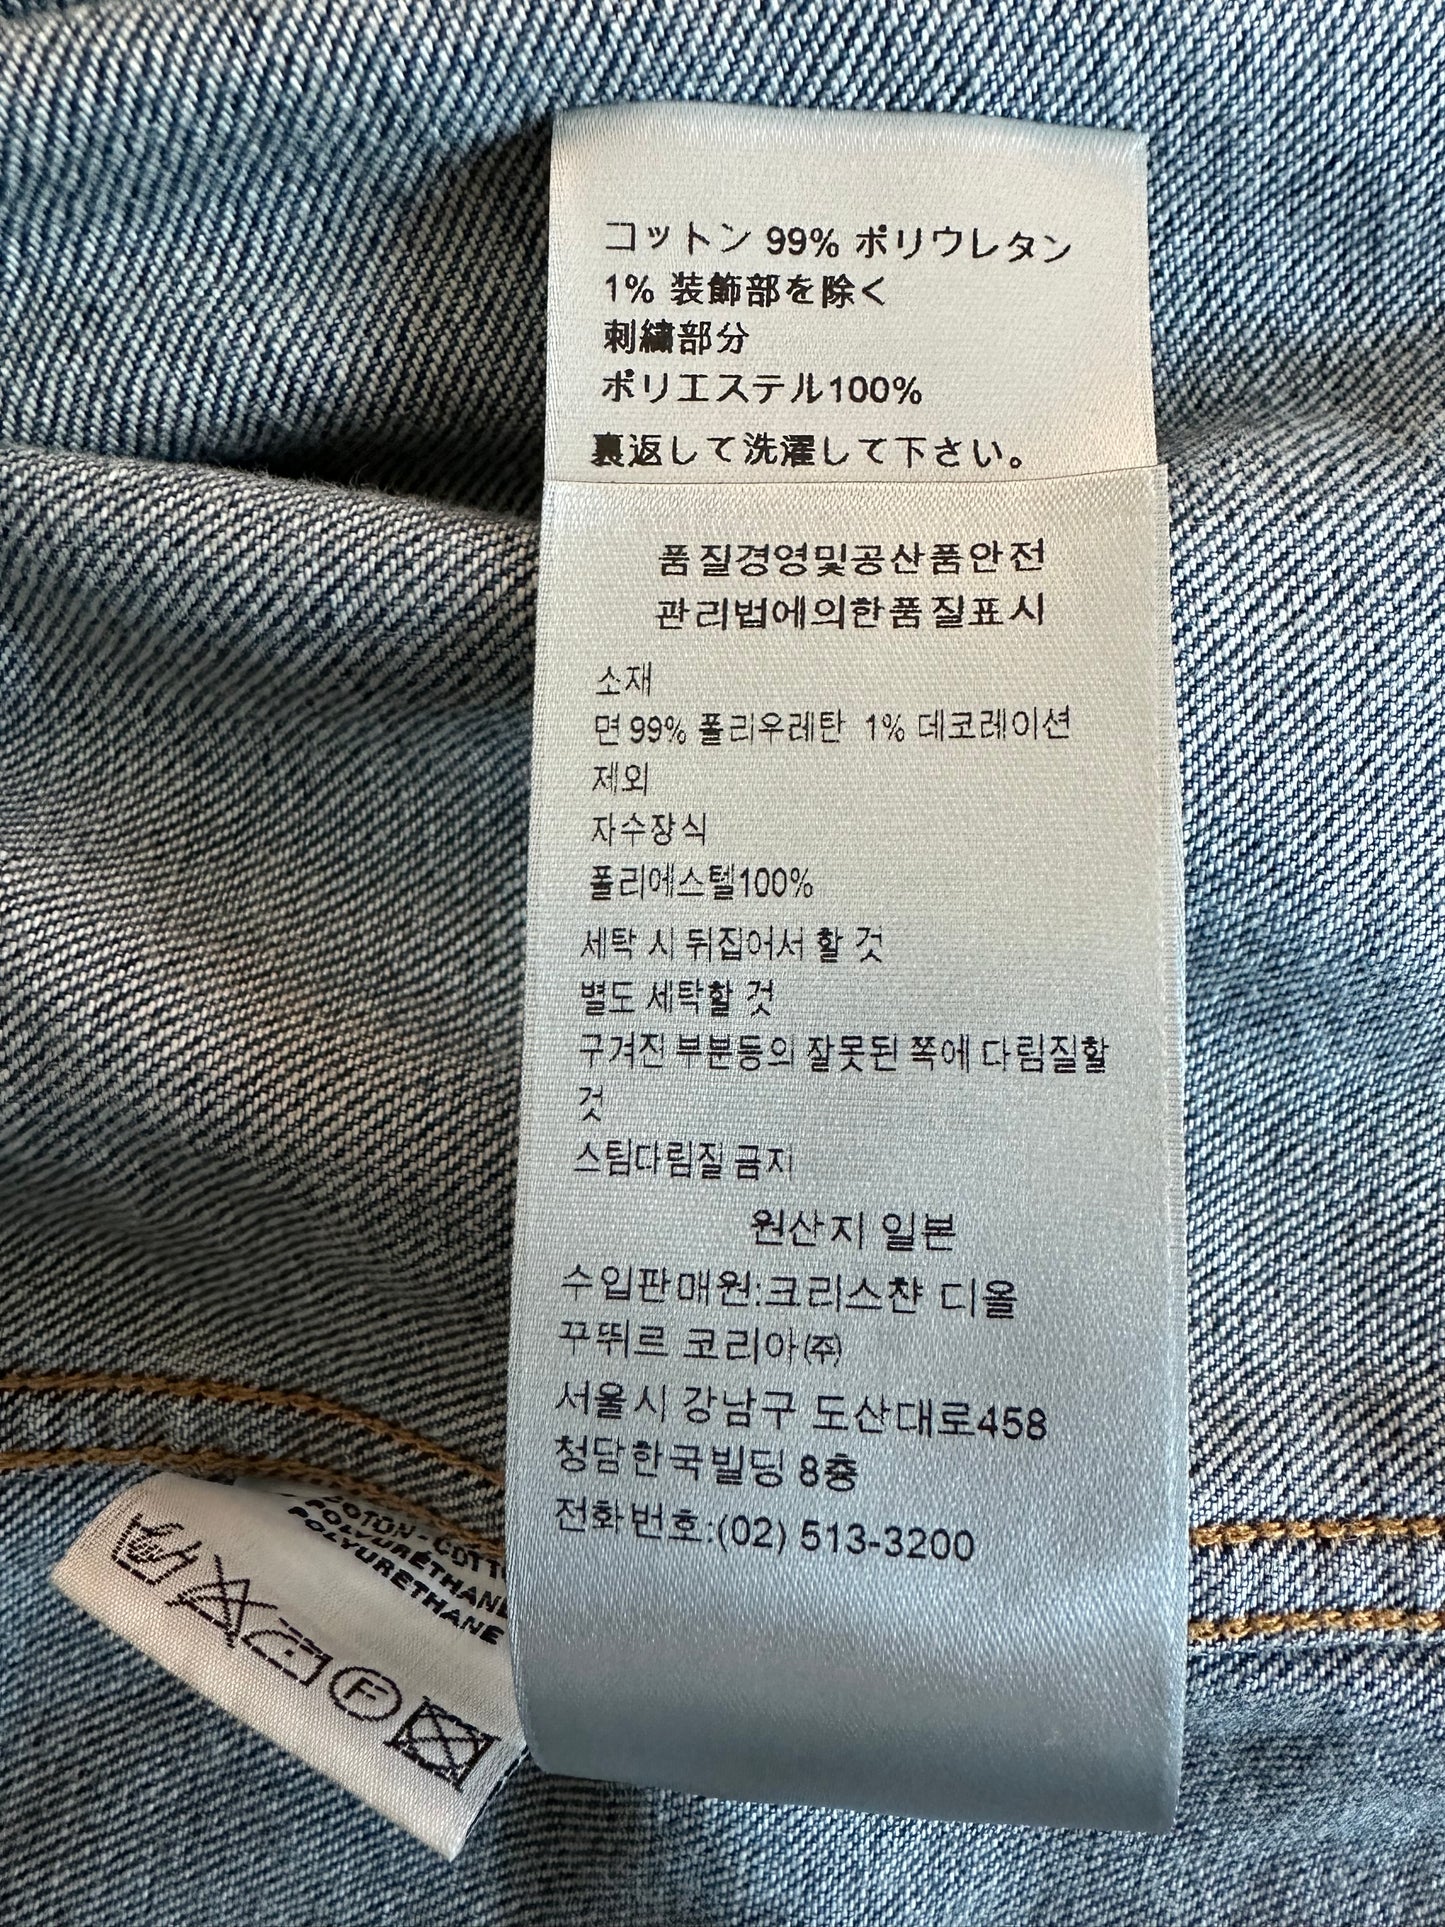 コットン 99% ポリウレタン
1% 装飾部を除く
刺繍部分
ポリエステル100%
裏返して洗濯して下さい。
품질경영및공산품안전
관리법에의한품질표시
소재
면 99% 폴리우레탄 1% 데코레이션
제외
자수장식
폴리에스텔100%
세탁 시 뒤집어서 할 것
별도 세탁할 것
구겨진 부분등의 잘못된 쪽에 다림질할
것
스팀다림질 금지
원산지 일본
수입판매원:크리스챤 디올
꾸뛰르 코리아㈜
서울시 강남구 도산대로458
청담한국빌딩 8층
전화번호:(02) 513-3200
COTON - COTT
POLYURÉTHAN
POLYURETHANE
F